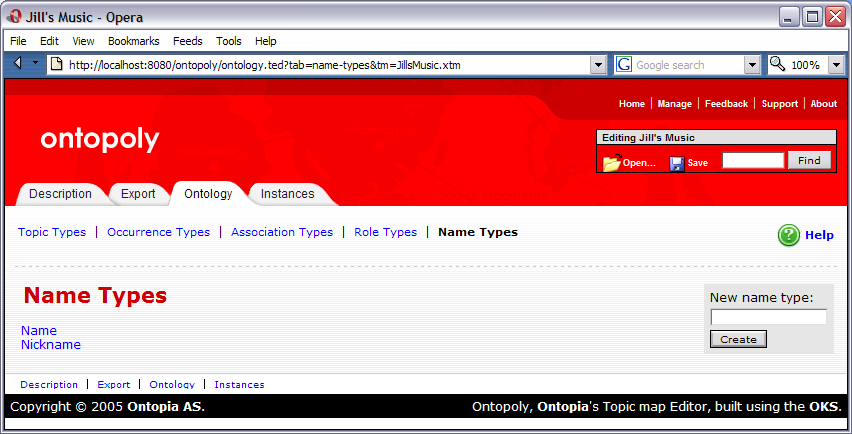 Jill's Music - Opera
File Edit View Bookmarks Feeds Tools Help
http://localhost:8080/ontopoly/ontology.ted?tab=name-types&tm=JillsMusic.xtm Google search 100%
Home | Manage | Feedback | Support | About
ontopoly
Editing Jill's Music
Open... Save Find
Description Export Ontology Instances
Topic Types | Occurrence Types | Association Types | Role Types | Name Types Help
Name Types
New name type:
Name
Nickname
Create
Description | Export | Ontology | Instances
Copyright © 2005 Ontopia AS. Ontopoly, Ontopia's Topic map Editor, built using the OKS.